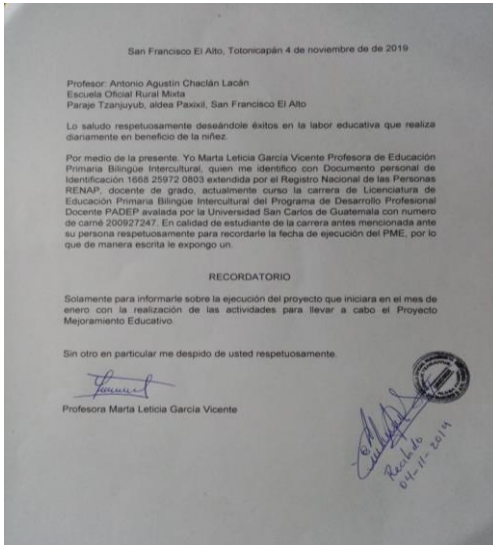 San Francisco El Alto, Totonicapán 4 de noviembre de de 2019
Profesor: Antonio Agustín Chaclán Lacán
Escuela Oficial Rural Mixta
Paraje Tzanjuyub, aldea Paxixil, San Francisco El Alto
Lo saludo respetuosamente deseándole éxitos en la labor educativa que realiza
diariamente en beneficio de la niñez.
Por medio de la presente. Yo Marta Leticia García Vicente Profesora de Educación
Primaria Bilingüe Intercultural, quien me identifico con Documento personal de
Identificación 1668 25972 0803 extendida por el Registro Nacional de las Personas
RENAP, docente de grado, actualmente curso la carrera de Licenciatura de
Educación Primaria Bilingüe Intercultural del Programa de Desarrollo Profesional
Docente PADEP avalada por la Universidad San Carlos de Guatemala con numero
de carné 200927247. En calidad de estudiante de la carrera antes mencionada ante
su persona respetuosamente para recordarle la fecha de ejecución del PME, por lo
que de manera escrita le expongo un.
RECORDATORIO
Solamente para informarle sobre la ejecución del proyecto que iniciara en el mes de
enero con la realización de las actividades para llevar a cabo el Proyecto
Mejoramiento Educativo.
Sin otro en particular me despido de usted respetuosamente.
Profesora Marta Leticia García Vicente
Recibido
04-11-2019